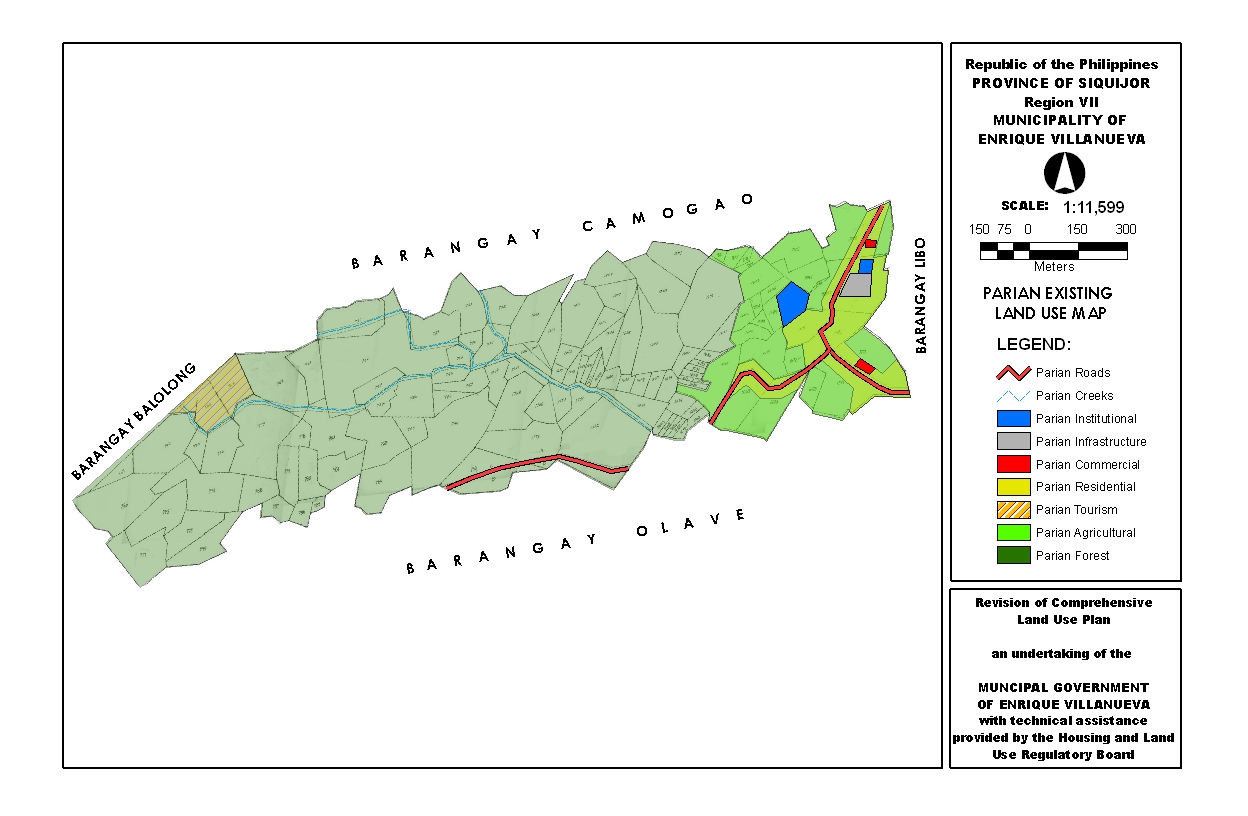 BARANGAY CAMOGAO
BARANGAY LIBO
BARANGAY BALOLONG
BARANGAY OLAVE
Republic of the Philippines
PROVINCE OF SIQUIJOR
Region VII
MUNICIPALITY OF
ENRIQUE VILLANUEVA
SCALE: 1:11,599
150 75 0 150 300
Meters
PARIAN EXISTING
LAND USE MAP
LEGEND:
Parian Roads
Parian Creeks
Parian Institutional
Parian Infrastructure
Parian Commercial
Parian Residential
Parian Tourism
Parian Agricultural
Parian Forest
Revision of Comprehensive
Land Use Plan
an undertaking of the
MUNCIPAL GOVERNMENT
OF ENRIQUE VILLANUEVA
with technical assistance
provided by the Housing and Land
Use Regulatory Board